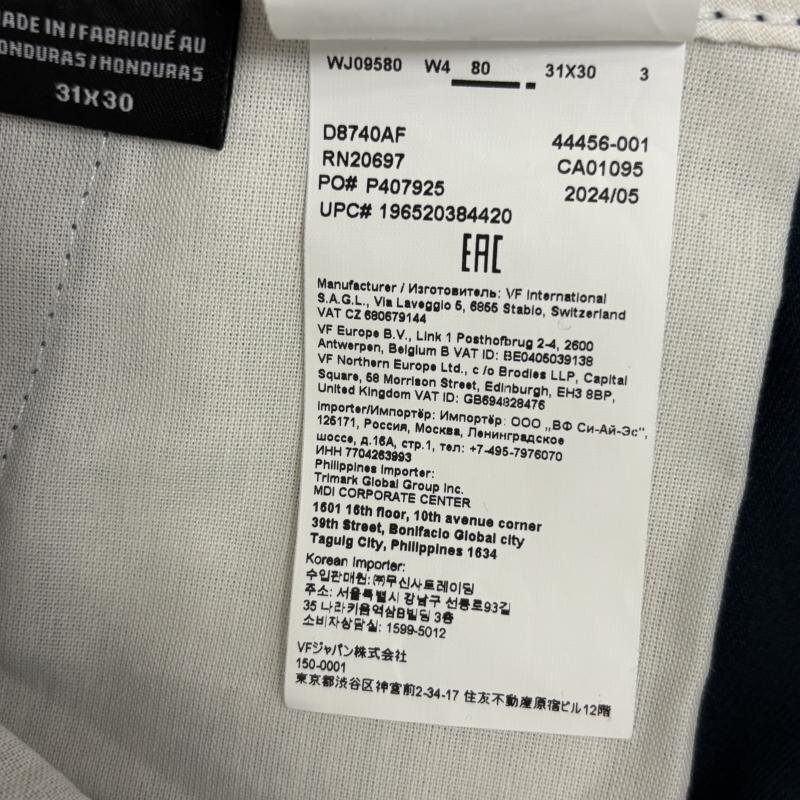 MADE IN / FABRIQUÉ AU
HONDURAS / HONDURAS
31X30
WJ09580 W4 80 31X30 3
D8740AF 44456-001
RN20697 CA01095
PO# P407925 2024/05
UPC# 196520384420
EAC
Manufacturer / Изготовитель: VF International
S.A.G.L., Via Laveggio 5, 6855 Stabio, Switzerland
VAT CZ 680679144
VF Europe B.V., Link 1 Posthofbrug 2-4, 2600
Antwerpen, Belgium B VAT ID: BE0405039138
VF Northern Europe Ltd., c/o Brodies LLP, Capital
Square, 58 Morrison Street, Edinburgh, EH3 8BP,
United Kingdom VAT ID: GB694828476
Importer/Импортёр: Импортёр: ООО „ВФ Си-Ай-Эс",
125171, Россия, Москва, Ленинградское
шоссе, д.16А, стр.1, тел: +7-495-7976070
ИНН 7704263993
Philippines Importer:
Trimark Global Group Inc.
MDI CORPORATE CENTER
1601 16th floor, 10th avenue corner
39th Street, Bonifacio Global city
Taguig City, Philippines 1634
Korean Importer:
수입판매원: ㈜무신사트레이딩
주소: 서울특별시 강남구 선릉로93길
35 나라키움역삼B빌딩 3층
소비자상담실: 1599-5012
VFジャパン株式会社
150-0001
東京都渋谷区神宮前2-34-17 住友不動産原宿ビル12階